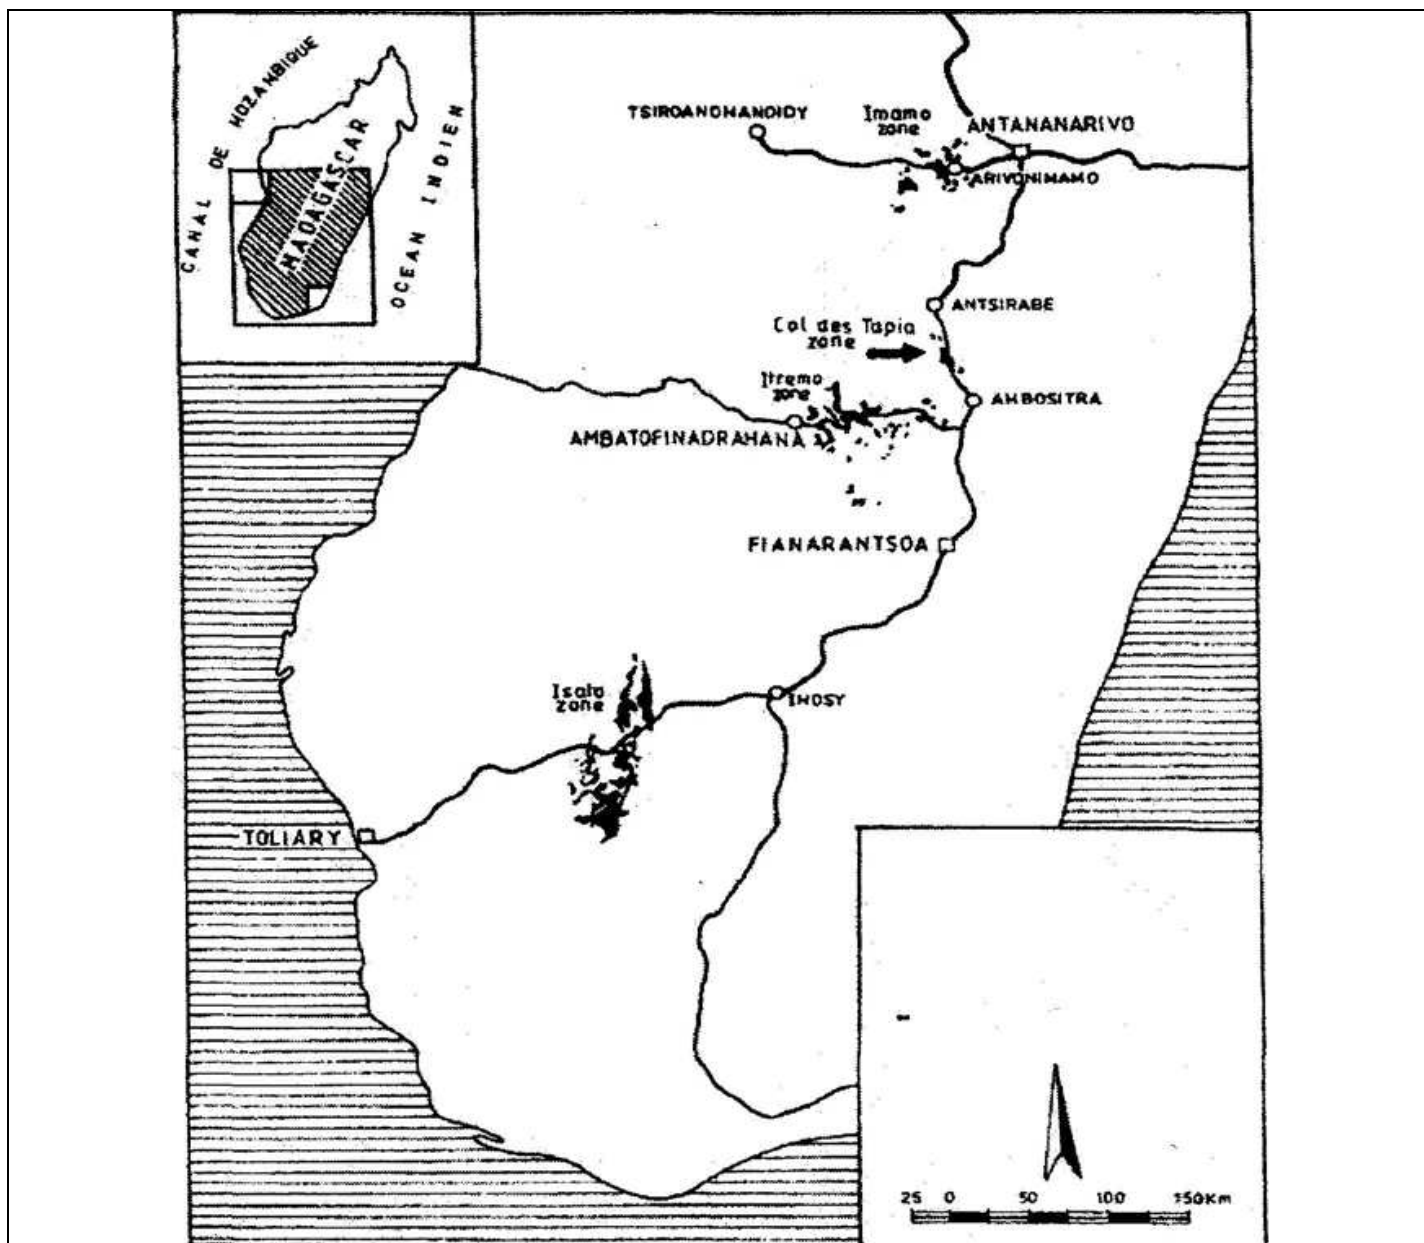 CANAL DE MOZAMBIQUE
MADAGASCAR
OCEAN INDIEN
TSIROANOMANDIDY
Imamo
zone
ANTANANARIVO
ARIVONIMAMO
ANTSIRABE
Col des Tapia
zone
Itremo
zone
AMBOSITRA
AMBATOFINADRAHANA
FIANARANTSOA
Isalo
zone
IHOSY
TOLIARY
25 0 50 100 150Km